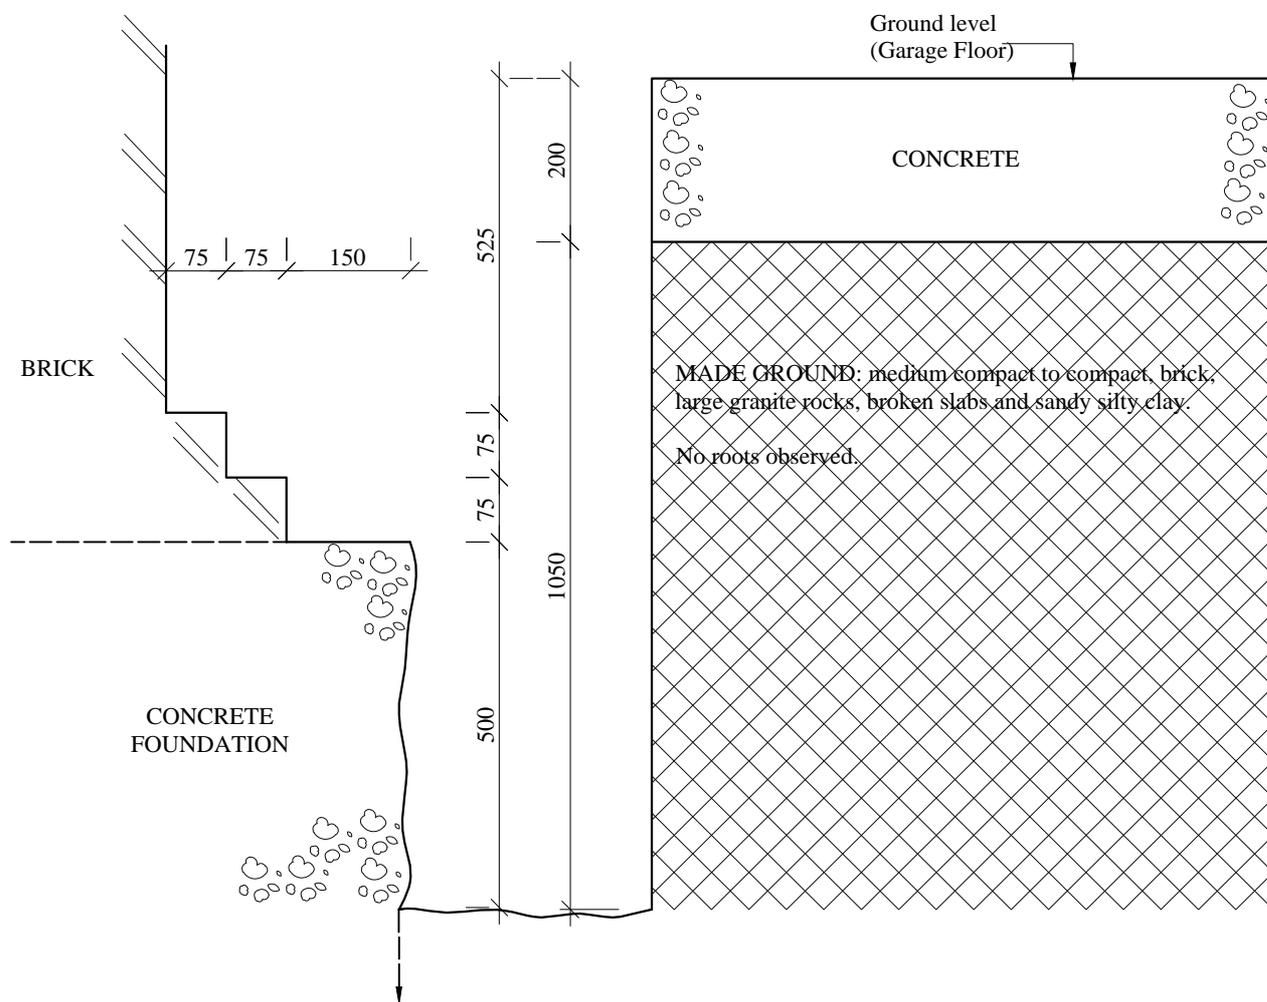 Ground level
(Garage Floor)
CONCRETE
200
525
75 75 150
BRICK
MADE GROUND: medium compact to compact, brick,
large granite rocks, broken slabs and sandy silty clay.
No roots observed.
75
75
1050
CONCRETE
FOUNDATION
500